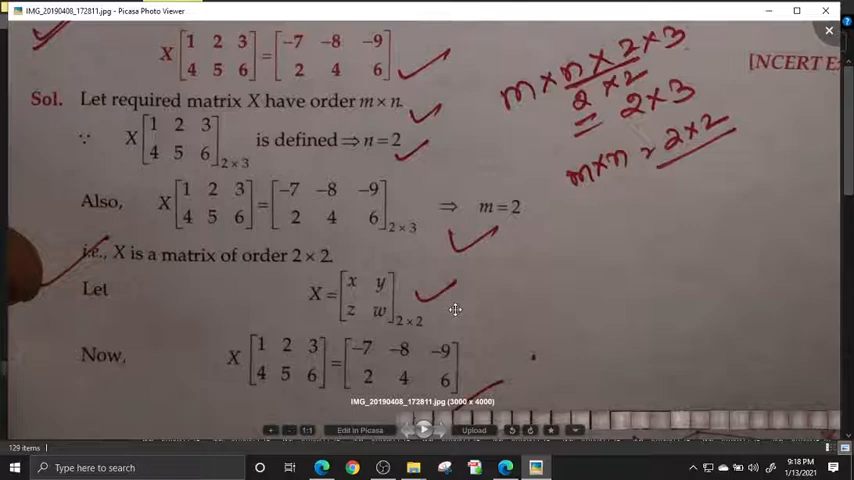 IMG_20190408_172811.jpg (3000 x 4000) - Picasa Photo Viewer
X [1 2 3
4 5 6] = [−7 −8 −9
2 4 6]
[NCERT Ex
m × n × 2 × 3
2 × 2
= 2 × 3
m×n = 2×2
Sol. Let required matrix X have order m × n.
∵ X [1 2 3
4 5 6] 2 × 3 is defined ⇒ n = 2
Also, X [1 2 3
4 5 6] = [−7 −8 −9
2 4 6] 2 × 3 ⇒ m = 2
i.e., X is a matrix of order 2 × 2.
Let X = [x y
z w] 2 × 2
Now, X [1 2 3
4 5 6] = [−7 −8 −9
2 4 6]
IMG_20190408_172811.jpg (3000 x 4000)
1:1 Edit in Picasa Upload
129 items
Type here to search
9:18 PM
1/13/2021